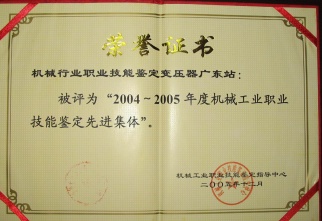 荣誉证书
机械行业职业技能鉴定变压器广东站：
被评为“2004～2005年度机械工业职业
技能鉴定先进集体”。
机械工业职业技能鉴定指导中心
二〇〇五年十二月